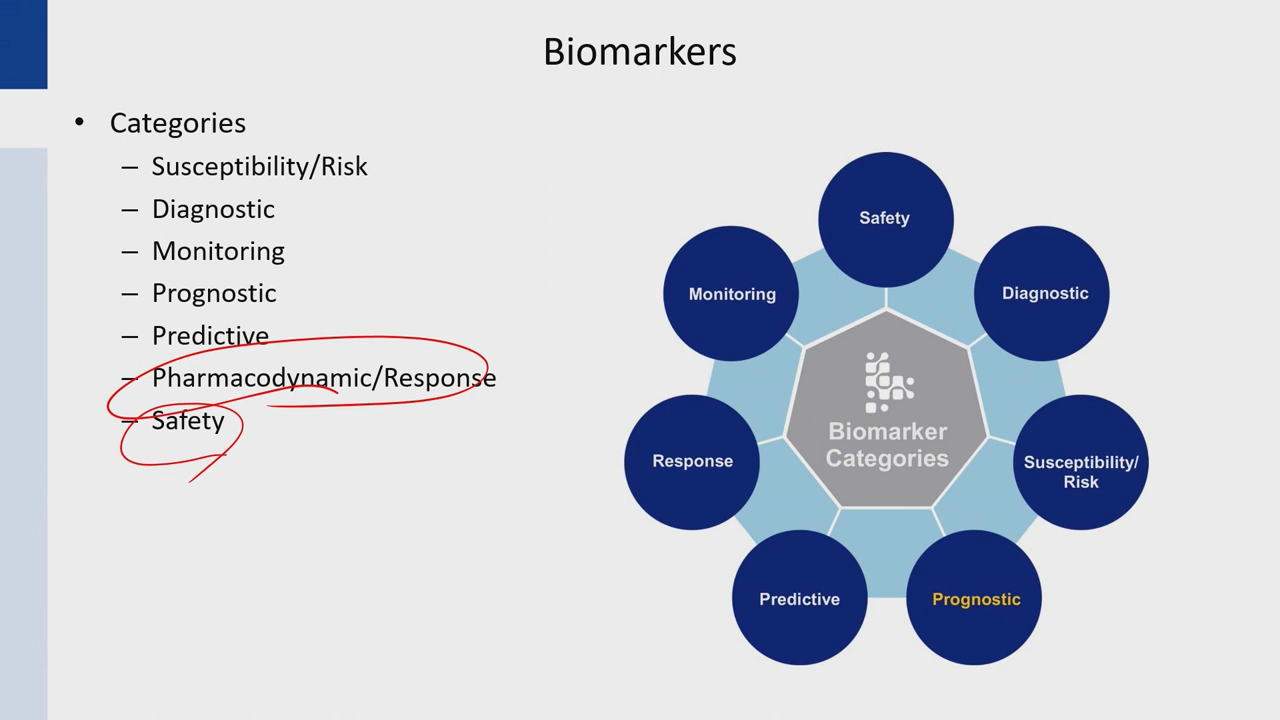 Biomarkers
• Categories
– Susceptibility/Risk
– Diagnostic
– Monitoring
– Prognostic
– Predictive
– Pharmacodynamic/Response
– Safety
Safety
Monitoring
Diagnostic
Biomarker
Categories
Response
Susceptibility/
Risk
Predictive
Prognostic